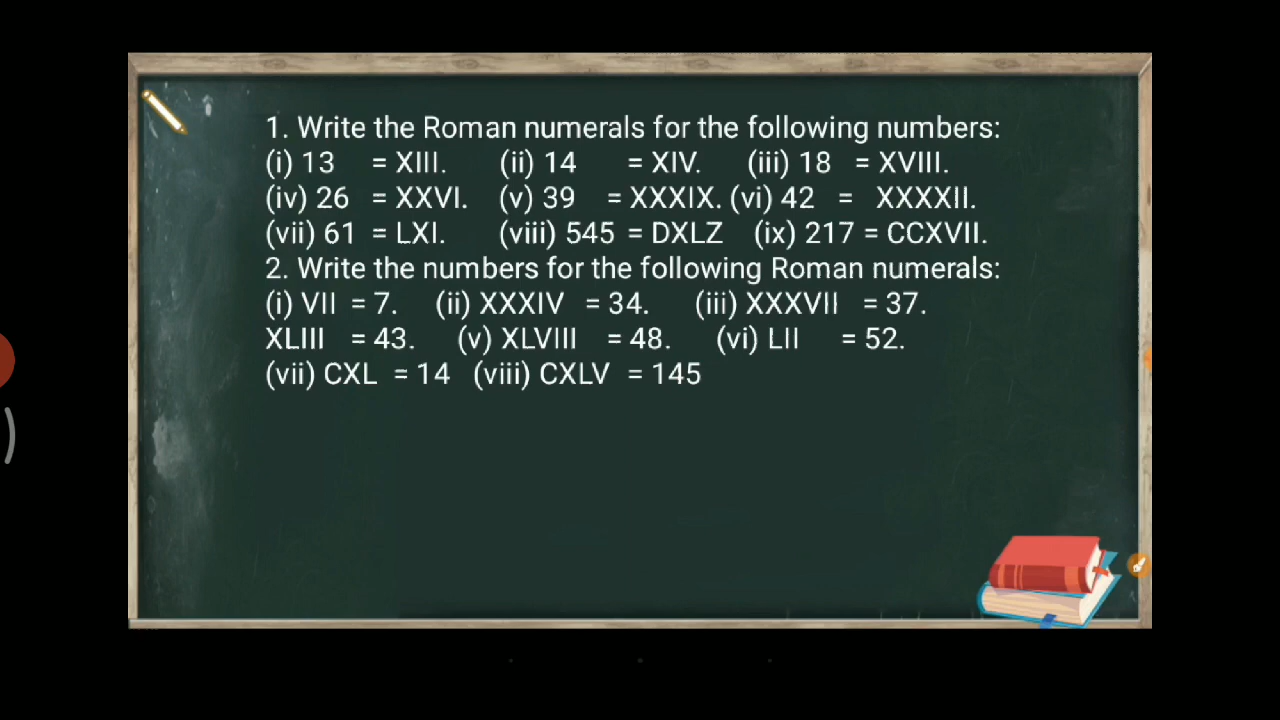 1. Write the Roman numerals for the following numbers:
(i) 13 = XIII. (ii) 14 = XIV. (iii) 18 = XVIII.
(iv) 26 = XXVI. (v) 39 = XXXIX. (vi) 42 = XXXXII.
(vii) 61 = LXI. (viii) 545 = DXLZ (ix) 217 = CCXVII.
2. Write the numbers for the following Roman numerals:
(i) VII = 7. (ii) XXXIV = 34. (iii) XXXVII = 37.
XLIII = 43. (v) XLVIII = 48. (vi) LII = 52.
(vii) CXL = 14 (viii) CXLV = 145